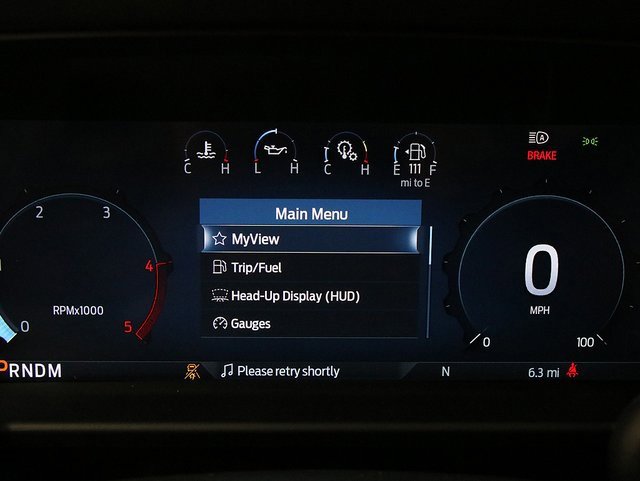 A
BRAKE
C H
L H
C H
E 111 F
mi to E
Main Menu
MyView
Trip/Fuel
Head-Up Display (HUD)
Gauges
2 3
4
5
0
RPMx1000
0
MPH
0 100
PRNDM
Please retry shortly
N
6.3 mi